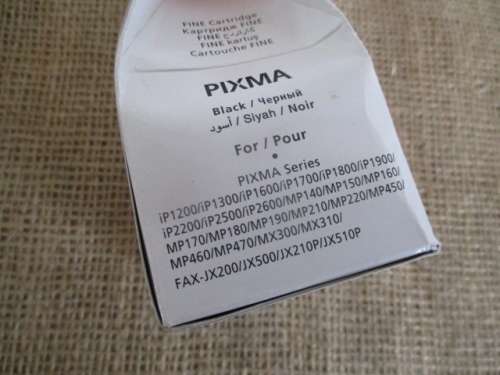 FINE Cartridge
Картридж FINE
FINE kartuş
Cartouche FINE
PIXMA
Black / Черный
أسود / Siyah / Noir
For / Pour
PIXMA Series
iP1200/iP1300/iP1600/iP1700/iP1800/iP1900/
iP2200/iP2500/iP2600/MP140/MP150/MP160/
MP170/MP180/MP190/MP210/MP220/MP450/
MP460/MP470/MX300/MX310/
FAX-JX200/JX500/JX210P/JX510P